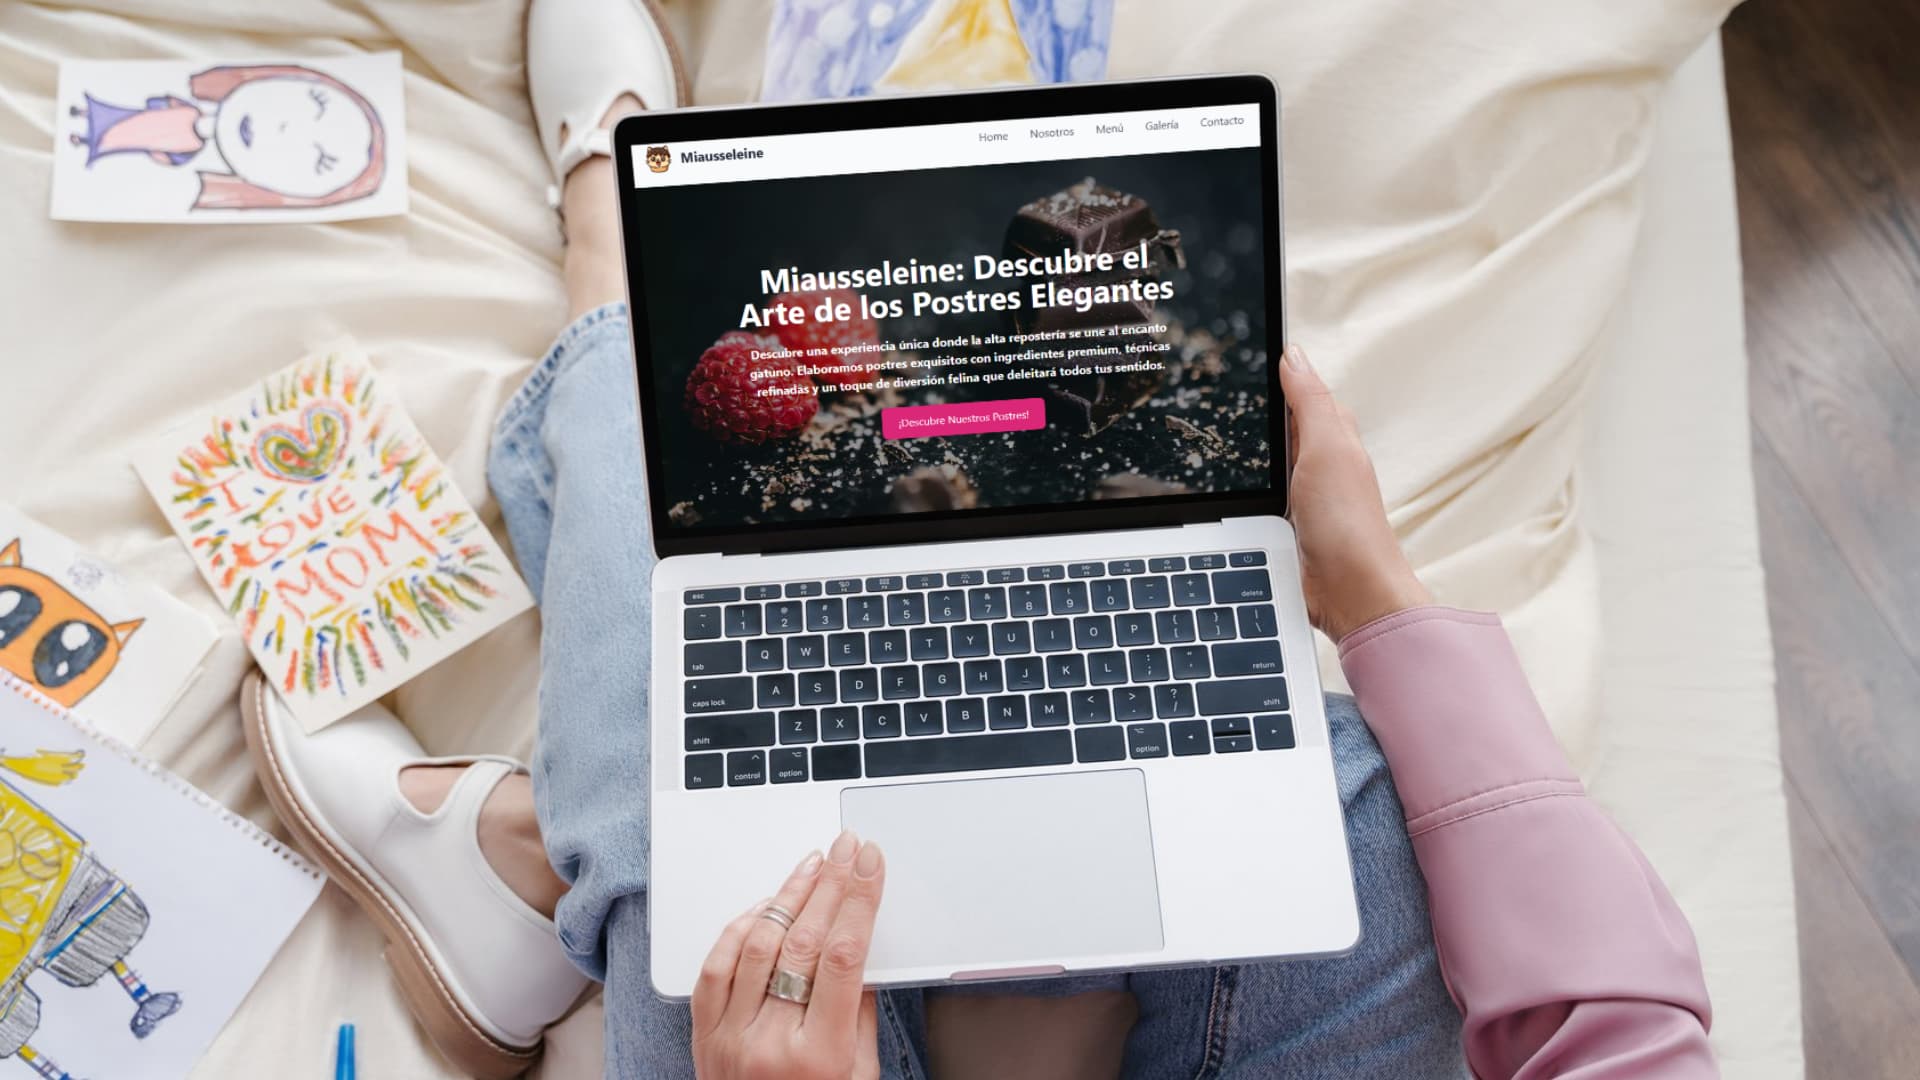 Miausseleine
Home Nosotros Menú Galería Contacto
Miausseleine: Descubre el
Arte de los Postres Elegantes
Descubre una experiencia única donde la alta repostería se une al encanto
gatuno. Elaboramos postres exquisitos con ingredientes premium, técnicas
refinadas y un toque de diversión felina que deleitará todos tus sentidos.
¡Descubre Nuestros Postres!
I
LOVE
MOM
esc
~ ! @ # $ % ^ & * ( ) _ + delete
` 1 2 3 4 5 6 7 8 9 0 - =
tab Q W E R T Y U I O P { [ } ] | \
caps lock A S D F G H J K L : ; " ' return
shift Z X C V B N M < , > . ? / shift
fn control option option